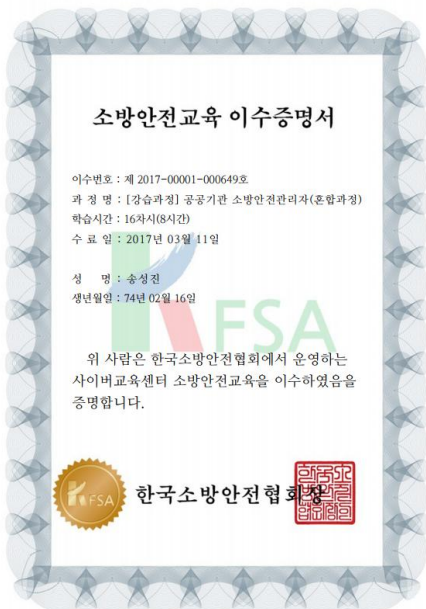 소방안전교육 이수증명서
이수번호 : 제 2017-00001-000649호
과 정 명 : [강습과정] 공공기관 소방안전관리자(혼합과정)
학습시간 : 16차시(8시간)
수 료 일 : 2017년 03월 11일
성 명 : 송성진
생년월일 : 74년 02월 16일
KFSA
위 사람은 한국소방안전협회에서 운영하는
사이버교육센터 소방안전교육을 이수하였음을
증명합니다.
KFSA
한국소방안전협회장